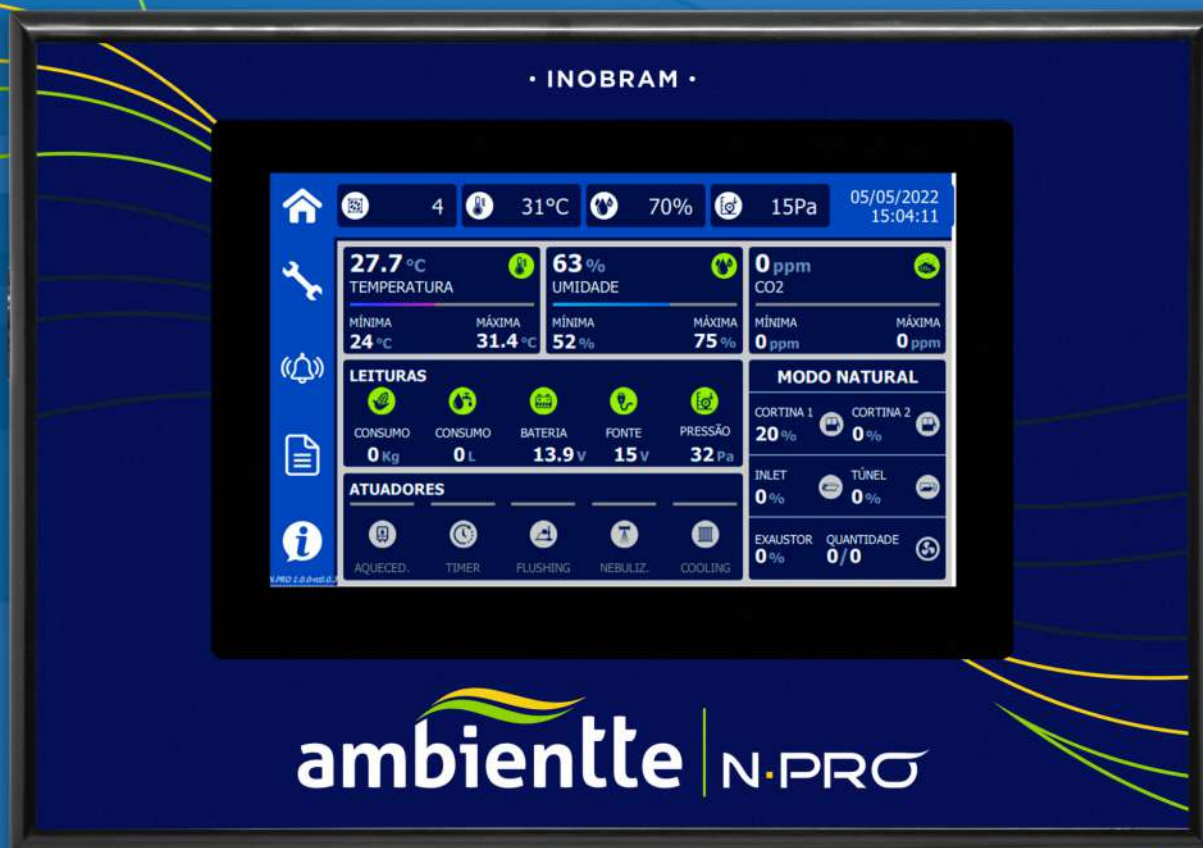 · INOBRAM ·
4 31°C 70% 15Pa 05/05/2022
15:04:11
27.7 °C
TEMPERATURA
MÍNIMA MÁXIMA
24 °C 31.4 °C
63 %
UMIDADE
MÍNIMA MÁXIMA
52 % 75 %
0 ppm
CO2
MÍNIMA MÁXIMA
0 ppm 0 ppm
LEITURAS
CONSUMO CONSUMO BATERIA FONTE PRESSÃO
0 Kg 0 L 13.9 V 15 V 32 Pa
ATUADORES
AQUECED. TIMER FLUSHING NEBULIZ. COOLING
MODO NATURAL
CORTINA 1 CORTINA 2
20 % 0 %
INLET TÚNEL
0 % 0 %
EXAUSTOR QUANTIDADE
0 % 0/0
ambientte N·PRO